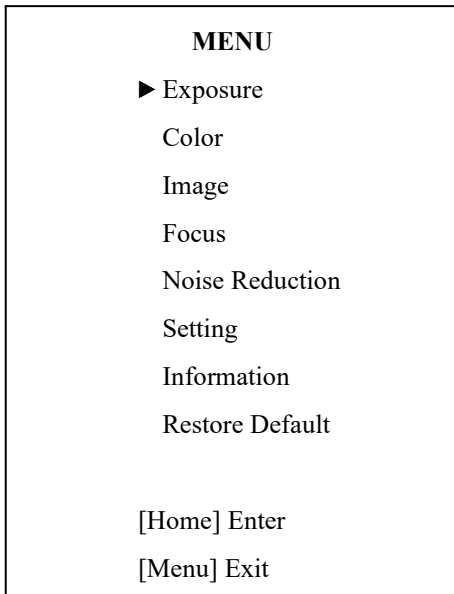 MENU
▶ Exposure
Color
Image
Focus
Noise Reduction
Setting
Information
Restore Default
[Home] Enter
[Menu] Exit